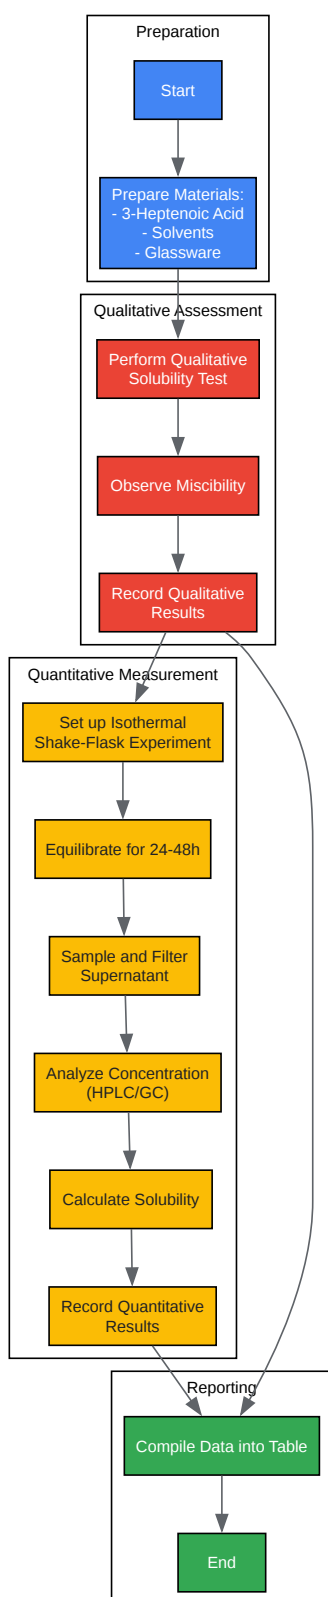 Preparation
Start
Prepare Materials:
- 3-Heptenoic Acid
- Solvents
- Glassware
Qualitative Assessment
Perform Qualitative
Solubility Test
Observe Miscibility
Record Qualitative
Results
Quantitative Measurement
Set up Isothermal
Shake-Flask Experiment
Equilibrate for 24-48h
Sample and Filter
Supernatant
Analyze Concentration
(HPLC/GC)
Calculate Solubility
Record Quantitative
Results
Reporting
Compile Data into Table
End